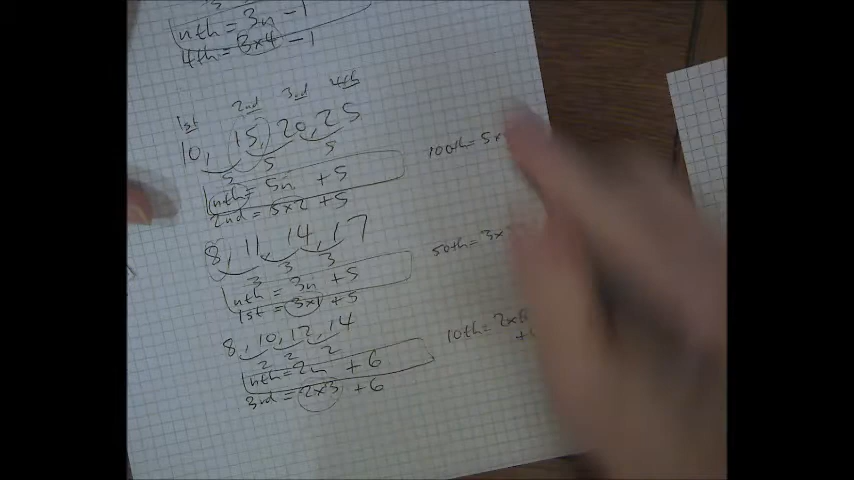 nth = 3n - 1
4th = 3x4 - 1
1st 2nd 3rd 4th
10, 15, 20, 25
5 5 5
nth = 5n + 5
2nd = 5x2 + 5
100th = 5x
8, 11, 14, 17
3 3 3
nth = 3n + 5
1st = 3x1 + 5
50th = 3x
8, 10, 12, 14
2 2 2
nth = 2n + 6
3rd = 2x3 + 6
10th = 2x
+